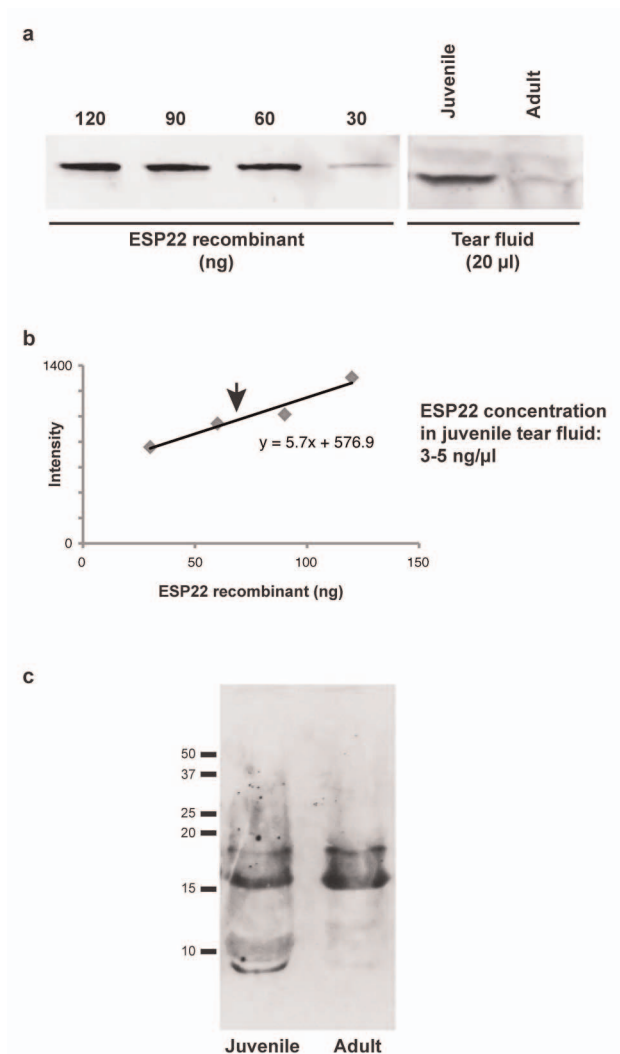 a
120 90 60 30
Juvenile
Adult
ESP22 recombinant
(ng)
Tear fluid
(20 µl)
b
1400
Intensity
0
y = 5.7x + 576.9
0 50 100 150
ESP22 recombinant (ng)
ESP22 concentration
in juvenile tear fluid:
3-5 ng/µl
c
50
37
25
20
15
10
Juvenile Adult